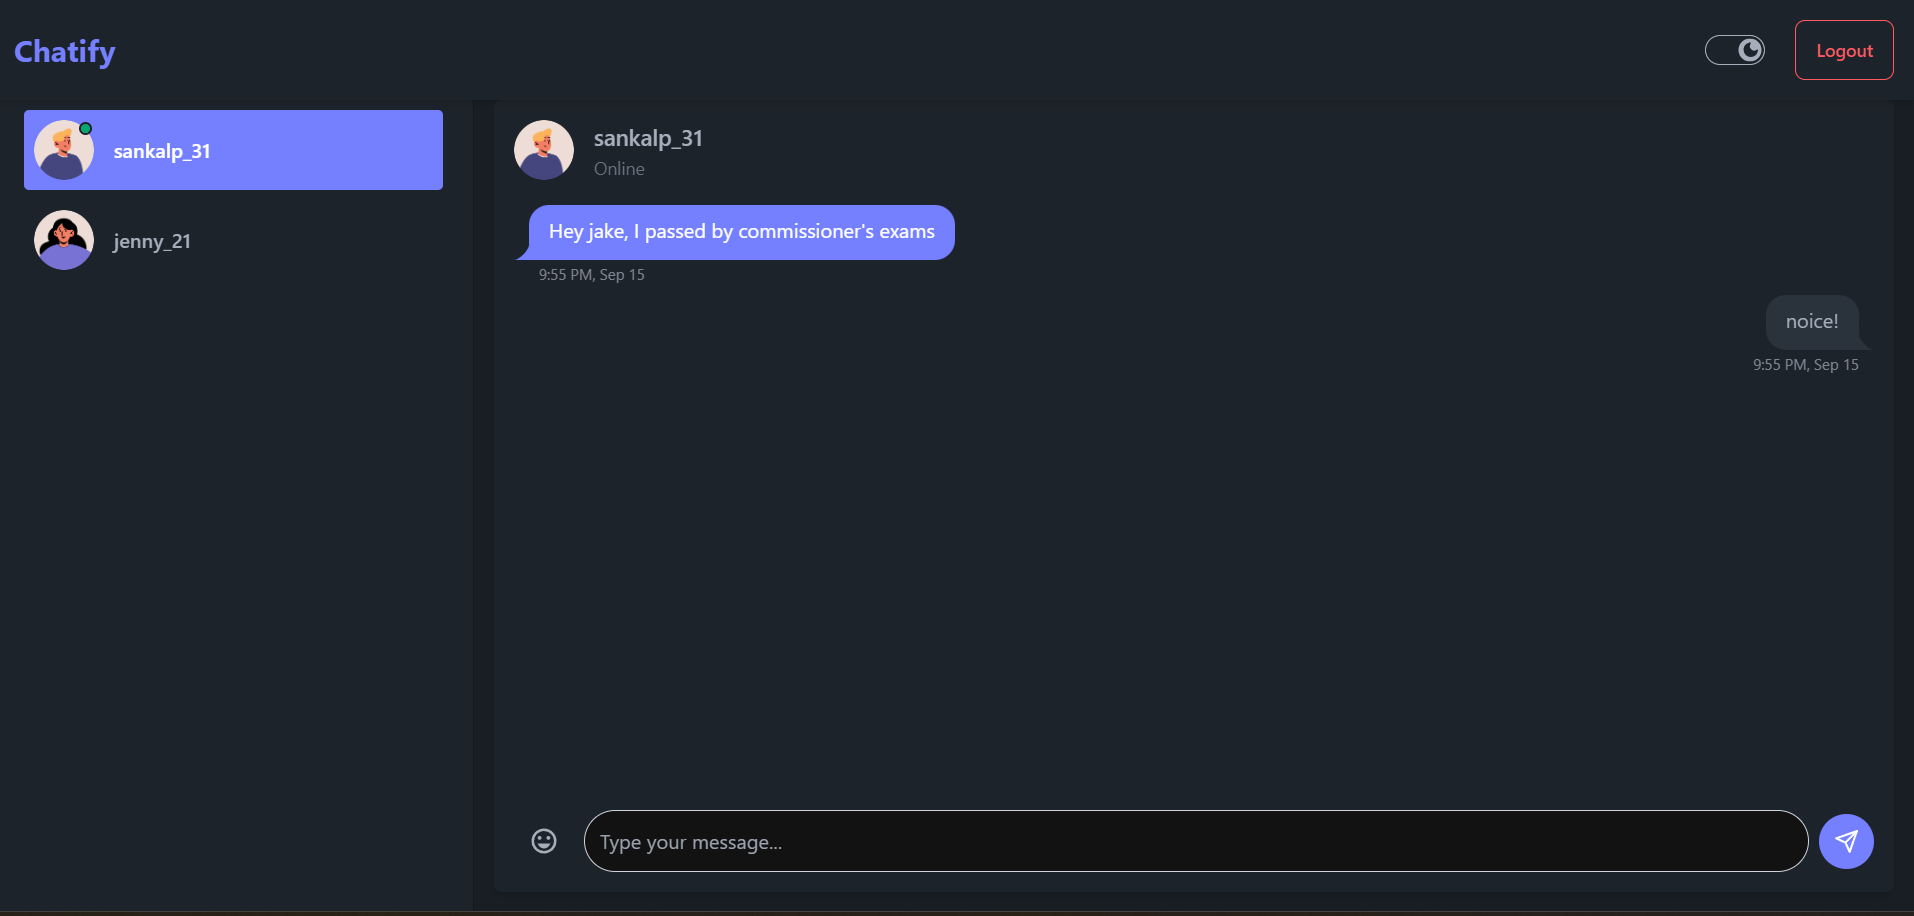 Chatify
Logout
sankalp_31
jenny_21
sankalp_31
Online
Hey jake, I passed by commissioner's exams
9:55 PM, Sep 15
noice!
9:55 PM, Sep 15
Type your message...